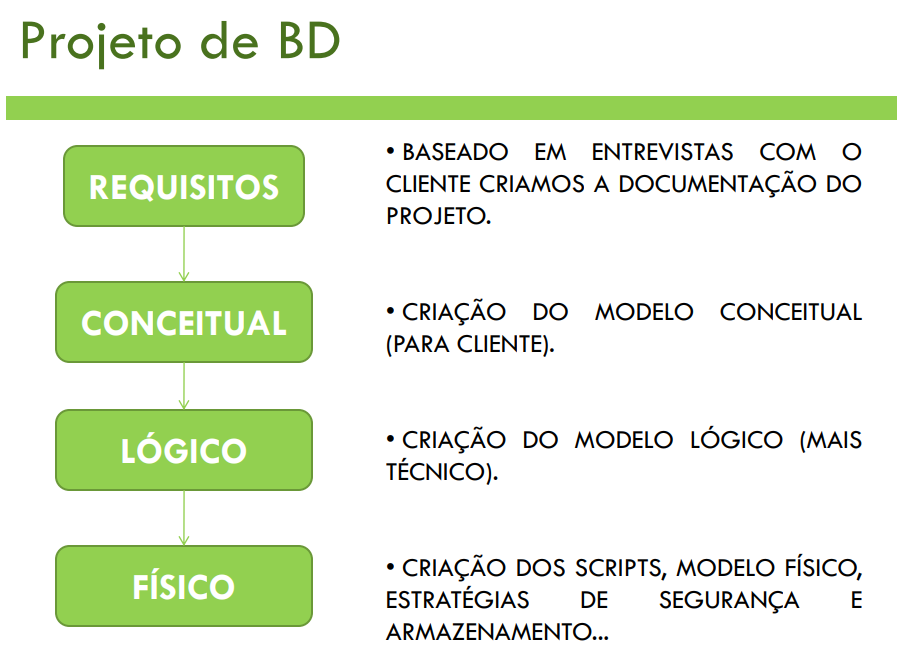 Projeto de BD
REQUISITOS
• BASEADO EM ENTREVISTAS COM O
CLIENTE CRIAMOS A DOCUMENTAÇÃO DO
PROJETO.
CONCEITUAL
• CRIAÇÃO DO MODELO CONCEITUAL
(PARA CLIENTE).
LÓGICO
• CRIAÇÃO DO MODELO LÓGICO (MAIS
TÉCNICO).
FÍSICO
• CRIAÇÃO DOS SCRIPTS, MODELO FÍSICO,
ESTRATÉGIAS DE SEGURANÇA E
ARMAZENAMENTO...